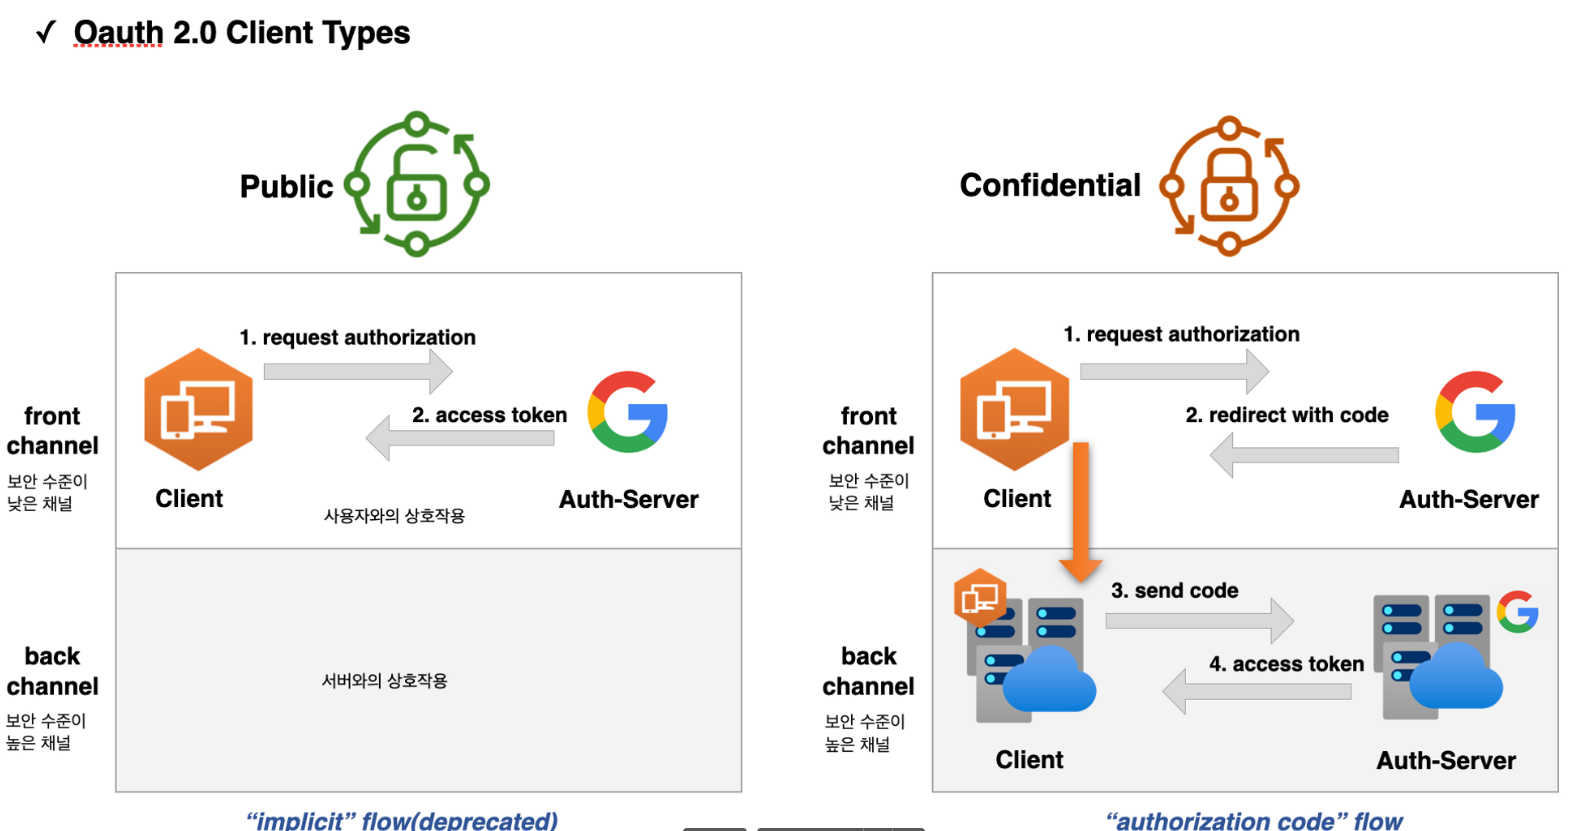 ✓ Oauth 2.0 Client Types
Public
1. request authorization
2. access token
front
channel
보안 수준이
낮은 채널
Client
Auth-Server
사용자와의 상호작용
back
channel
보안 수준이
높은 채널
서버와의 상호작용
“implicit” flow(deprecated)
Confidential
1. request authorization
2. redirect with code
front
channel
보안 수준이
낮은 채널
Client
Auth-Server
3. send code
4. access token
back
channel
보안 수준이
높은 채널
Client
Auth-Server
“authorization code” flow